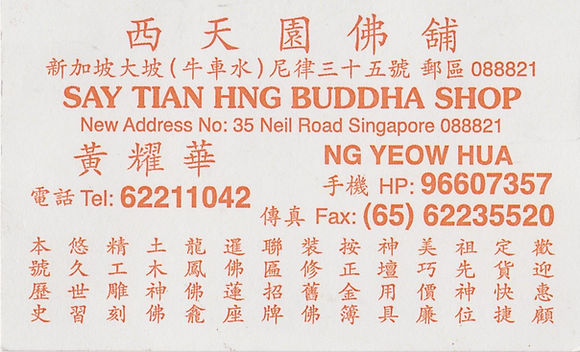 西天園佛舖
新加坡大坡(牛車水)尼律三十五號 郵區 088821
SAY TIAN HNG BUDDHA SHOP
New Address No: 35 Neil Road Singapore 088821
黃耀華
NG YEOW HUA
電話 Tel: 62211042
手機 HP: 96607357
傳真 Fax: (65) 62235520
本號歷史
悠久世習
精工雕刻
土木神佛
龍鳳佛龕
暹佛蓮座
聯區招牌
裝修舊佛
按正金簿
神壇用具
美巧價廉
祖先神位
定貨快捷
歡迎惠顧